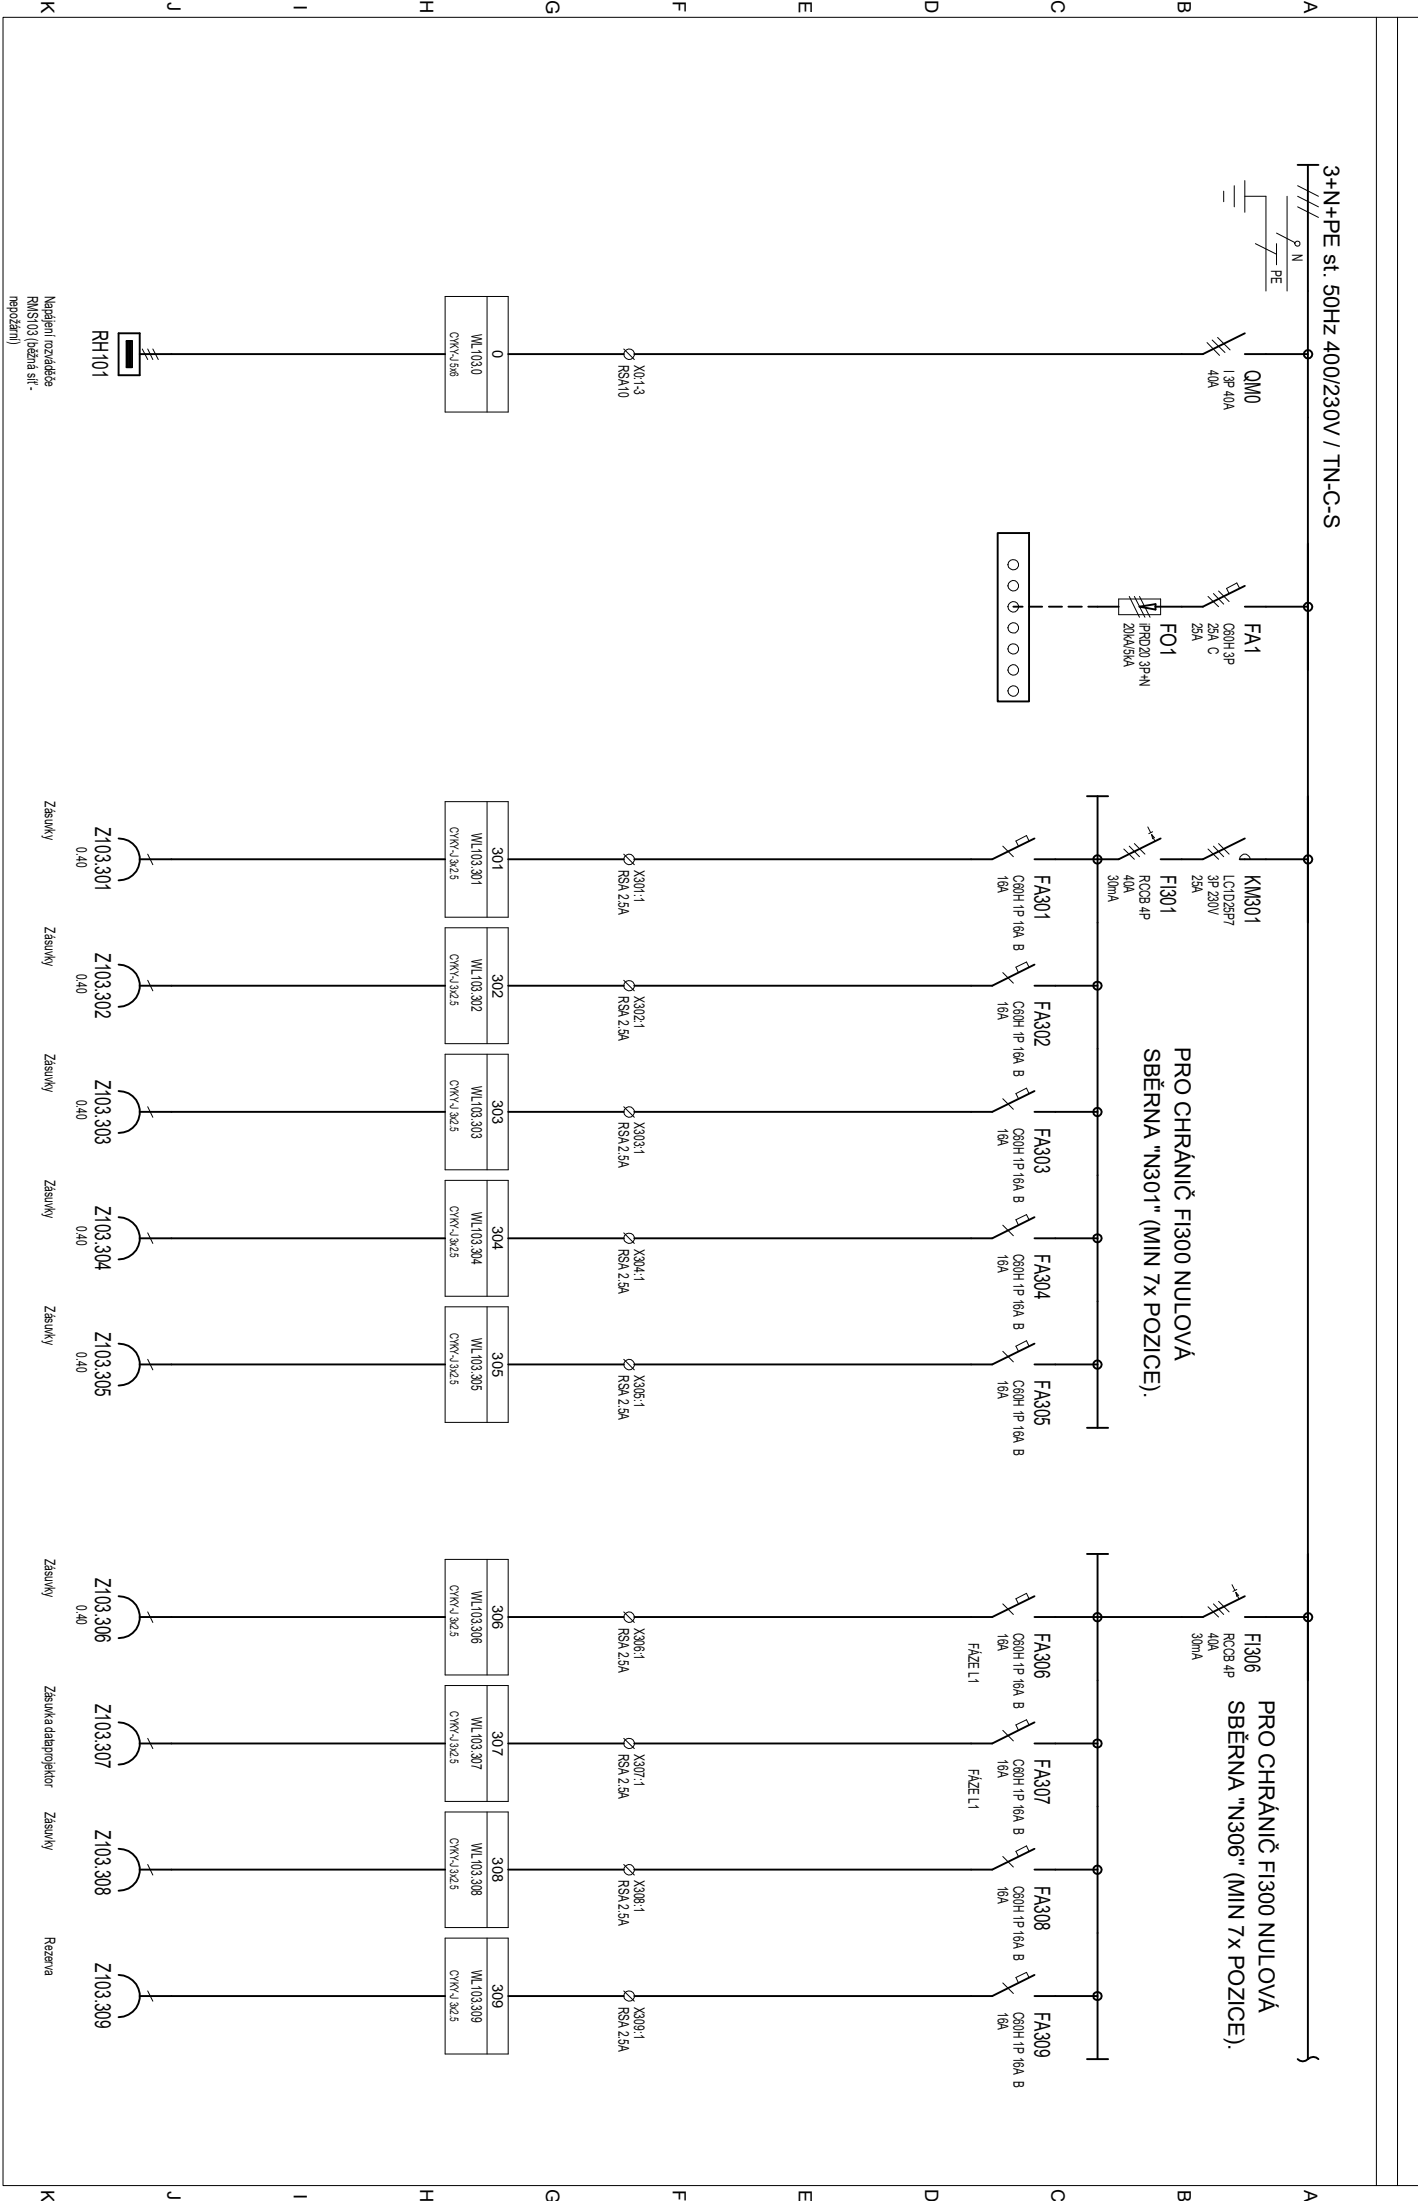 A
B
C
D
E
F
G
H
I
J
K
3+N+PE st. 50Hz 400/230V / TN-C-S
N
PE
QM0
I 3P 40A
40A
X0:1-3
RSA10
0
WL103.0
CYKY-J 5x6
RH101
Napájení rozváděče
RMS103 (běžná síť -
nepožární)
FA1
C60H 3P
25A C
25A
FO1
iPRD20 3P+N
20kA/5kA
KM301
LC1D25P7
3P 230V
25A
FI301
RCCB 4P
40A
30mA
PRO CHRÁNIČ FI300 NULOVÁ
SBĚRNA "N301" (MIN 7x POZICE).
FA301
C60H 1P 16A B
16A
X301:1
RSA 2.5A
301
WL103.301
CYKY-J 3x2.5
Z103.301
0.40
Zásuvky
FA302
C60H 1P 16A B
16A
X302:1
RSA 2.5A
302
WL103.302
CYKY-J 3x2.5
Z103.302
0.40
Zásuvky
FA303
C60H 1P 16A B
16A
X303:1
RSA 2.5A
303
WL103.303
CYKY-J 3x2.5
Z103.303
0.40
Zásuvky
FA304
C60H 1P 16A B
16A
X304:1
RSA 2.5A
304
WL103.304
CYKY-J 3x2.5
Z103.304
0.40
Zásuvky
FA305
C60H 1P 16A B
16A
X305:1
RSA 2.5A
305
WL103.305
CYKY-J 3x2.5
Z103.305
0.40
Zásuvky
FI306
RCCB 4P
40A
30mA
PRO CHRÁNIČ FI300 NULOVÁ
SBĚRNA "N306" (MIN 7x POZICE).
FA306
C60H 1P 16A B
16A
FÁZE L1
X306:1
RSA 2.5A
306
WL103.306
CYKY-J 3x2.5
Z103.306
0.40
Zásuvky
FA307
C60H 1P 16A B
16A
FÁZE L1
X307:1
RSA 2.5A
307
WL103.307
CYKY-J 3x2.5
Z103.307
Zásuvka dataprojektor
FA308
C60H 1P 16A B
16A
X308:1
RSA 2.5A
308
WL103.308
CYKY-J 3x2.5
Z103.308
Zásuvky
FA309
C60H 1P 16A B
16A
X309:1
RSA 2.5A
309
WL103.309
CYKY-J 3x2.5
Z103.309
Rezerva
A
B
C
D
E
F
G
H
I
J
K